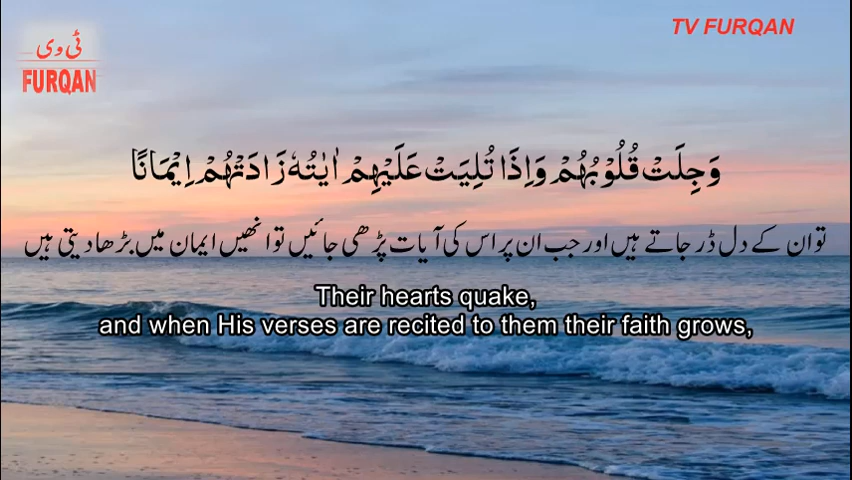 TV FURQAN
ٹی وی
FURQAN
وَجِلَتْ قُلُوْبُهُمْ وَاِذَا تُلِيَتْ عَلَيْهِمْ اٰيٰتُهٗ زَادَتْهُمْ اِيْمَانًا
تو ان کے دل ڈر جاتے ہیں اور جب ان پر اس کی آیات پڑھی جائیں تو انھیں ایمان میں بڑھا دیتی ہیں
Their hearts quake,
and when His verses are recited to them their faith grows,